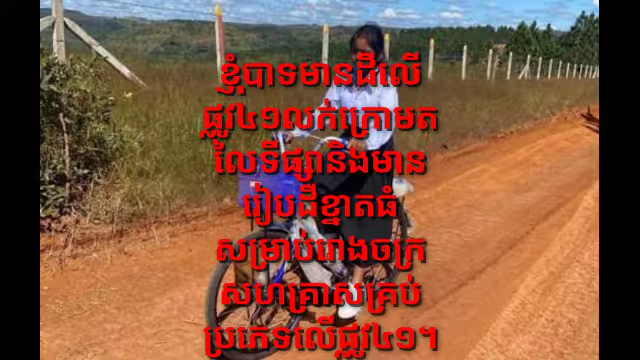 ខ្ញុំបាទមានដីលើ
ផ្លូវ៤១លក់ក្រោមត
លៃទីផ្សានិងមាន
រៀបដីខ្នាតធំ
សម្រាប់រោងចក្រ
សហគ្រាសគ្រប់
ប្រភេទលើផ្លូវ៤១។